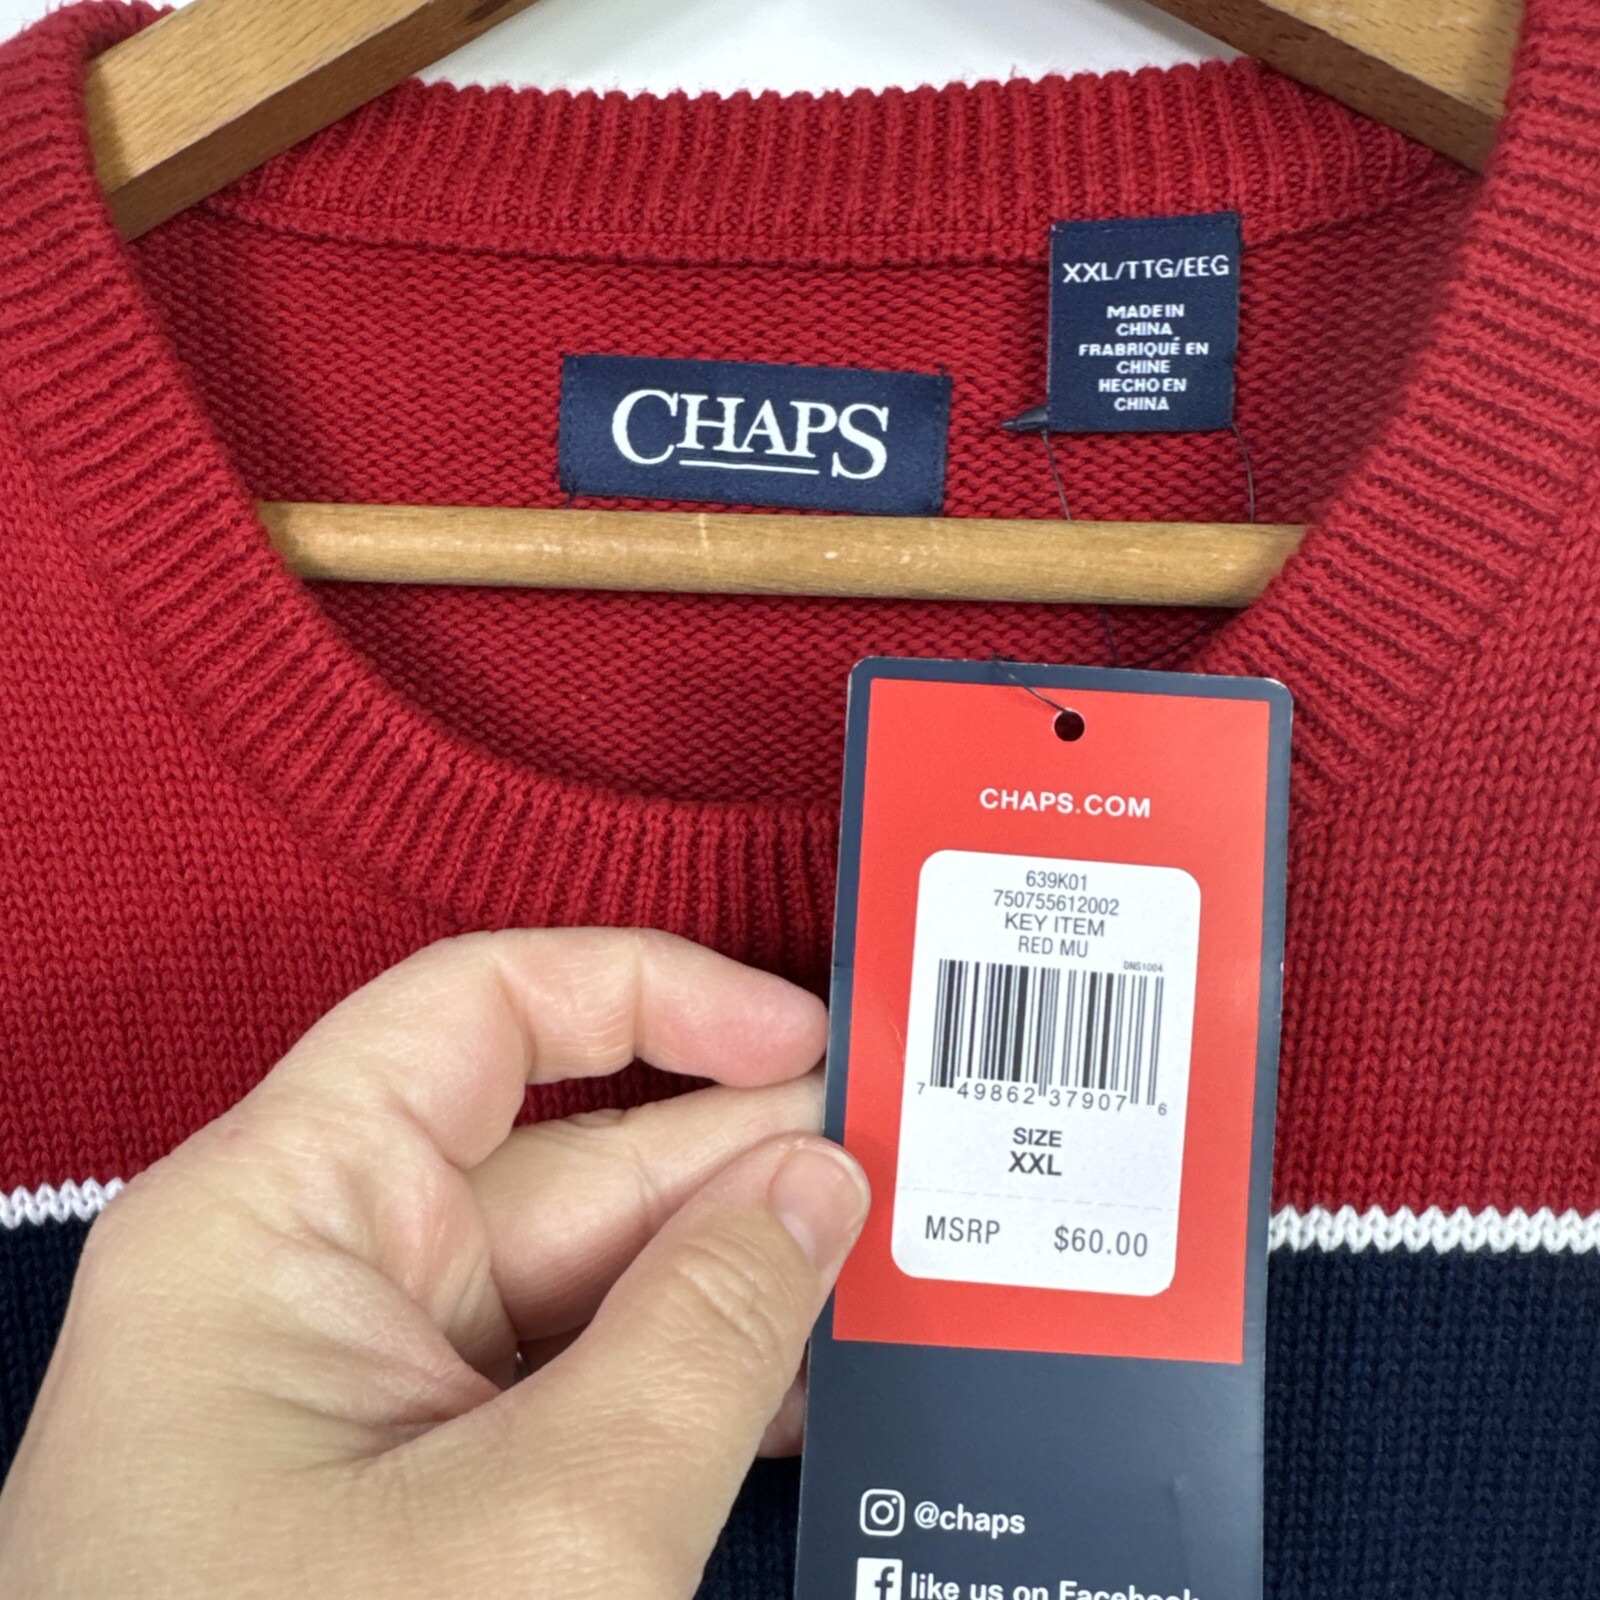 XXL/TTG/EEG
MADE IN
CHINA
FRABRIQUÉ EN
CHINE
HECHO EN
CHINA
CHAPS
CHAPS.COM
639K01
750755612002
KEY ITEM
RED MU
DNS1004
7 49862 37907 6
SIZE
XXL
MSRP $60.00
@chaps
f like us on Facebook